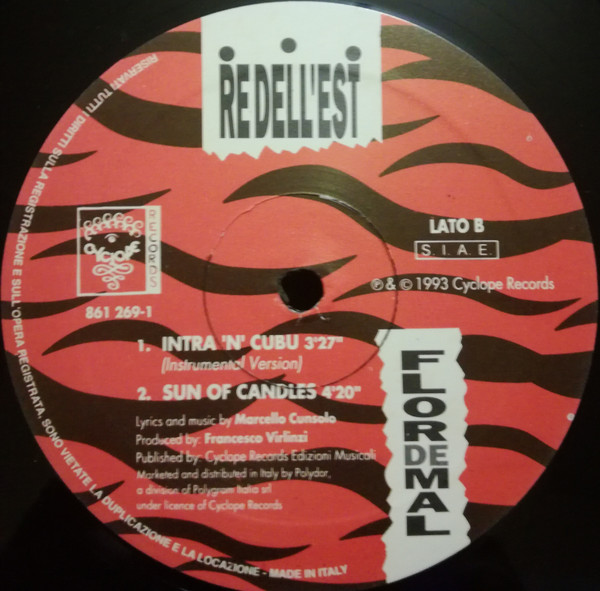 RE DELL'EST
CYCLOPE
RECORDS
861 269-1
LATO B
S.I.A.E.
℗ & © 1993 Cyclope Records
1. INTRA 'N' CUBU 3'27"
(Instrumental Version)
2. SUN OF CANDLES 4'20"
Lyrics and music by Marcello Cunsolo
Produced by: Francesco Virlinzi
Published by: Cyclope Records Edizioni Musicali
Marketed and distributed in Italy by Polydor,
a division of Polygram Italia srl
under licence of Cyclope Records
FLOR DE MAL
RISERVATI TUTTI I DIRITTI SULLA REGISTRAZIONE E SULL'OPERA REGISTRATA. SONO VIETATE LA DUPLICAZIONE E LA LOCAZIONE - MADE IN ITALY